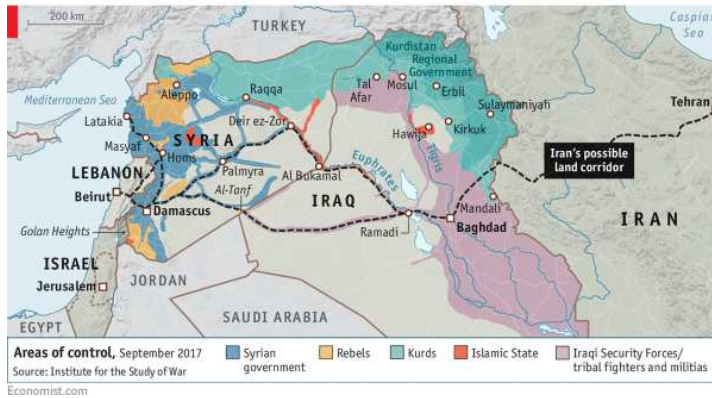 200 km
TURKEY
Caspian
Sea
Kurdistan
Regional
Government
Mediterranean Sea
Aleppo
Raqqa
Tal
Afar
Mosul
Erbil
Sulaymaniyah
Tehran
Latakia
Deir ez-Zor
Masyaf
SYRIA
Hawija
Kirkuk
Homs
LEBANON
Palmyra
Al Bukamal
Euphrates
Tigris
Iran's possible
land corridor
Beirut
Al-Tanf
IRAQ
Mandali
IRAN
Damascus
Golan Heights
Ramadi
Baghdad
ISRAEL
Jerusalem
JORDAN
SAUDI ARABIA
EGYPT
Areas of control, September 2017
Source: Institute for the Study of War
Syrian
government
Rebels
Kurds
Islamic State
Iraqi Security Forces/
tribal fighters and militias
Economist.com